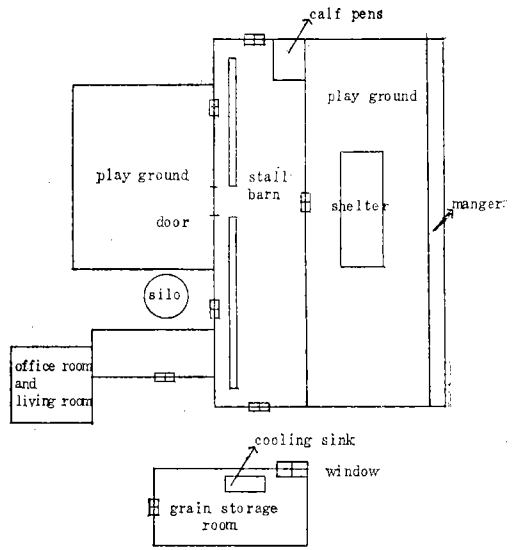 calf pens
play ground
play ground
stall
barn
shelter
manger
door
silo
office room
and
living room
cooling sink
window
grain storage
room